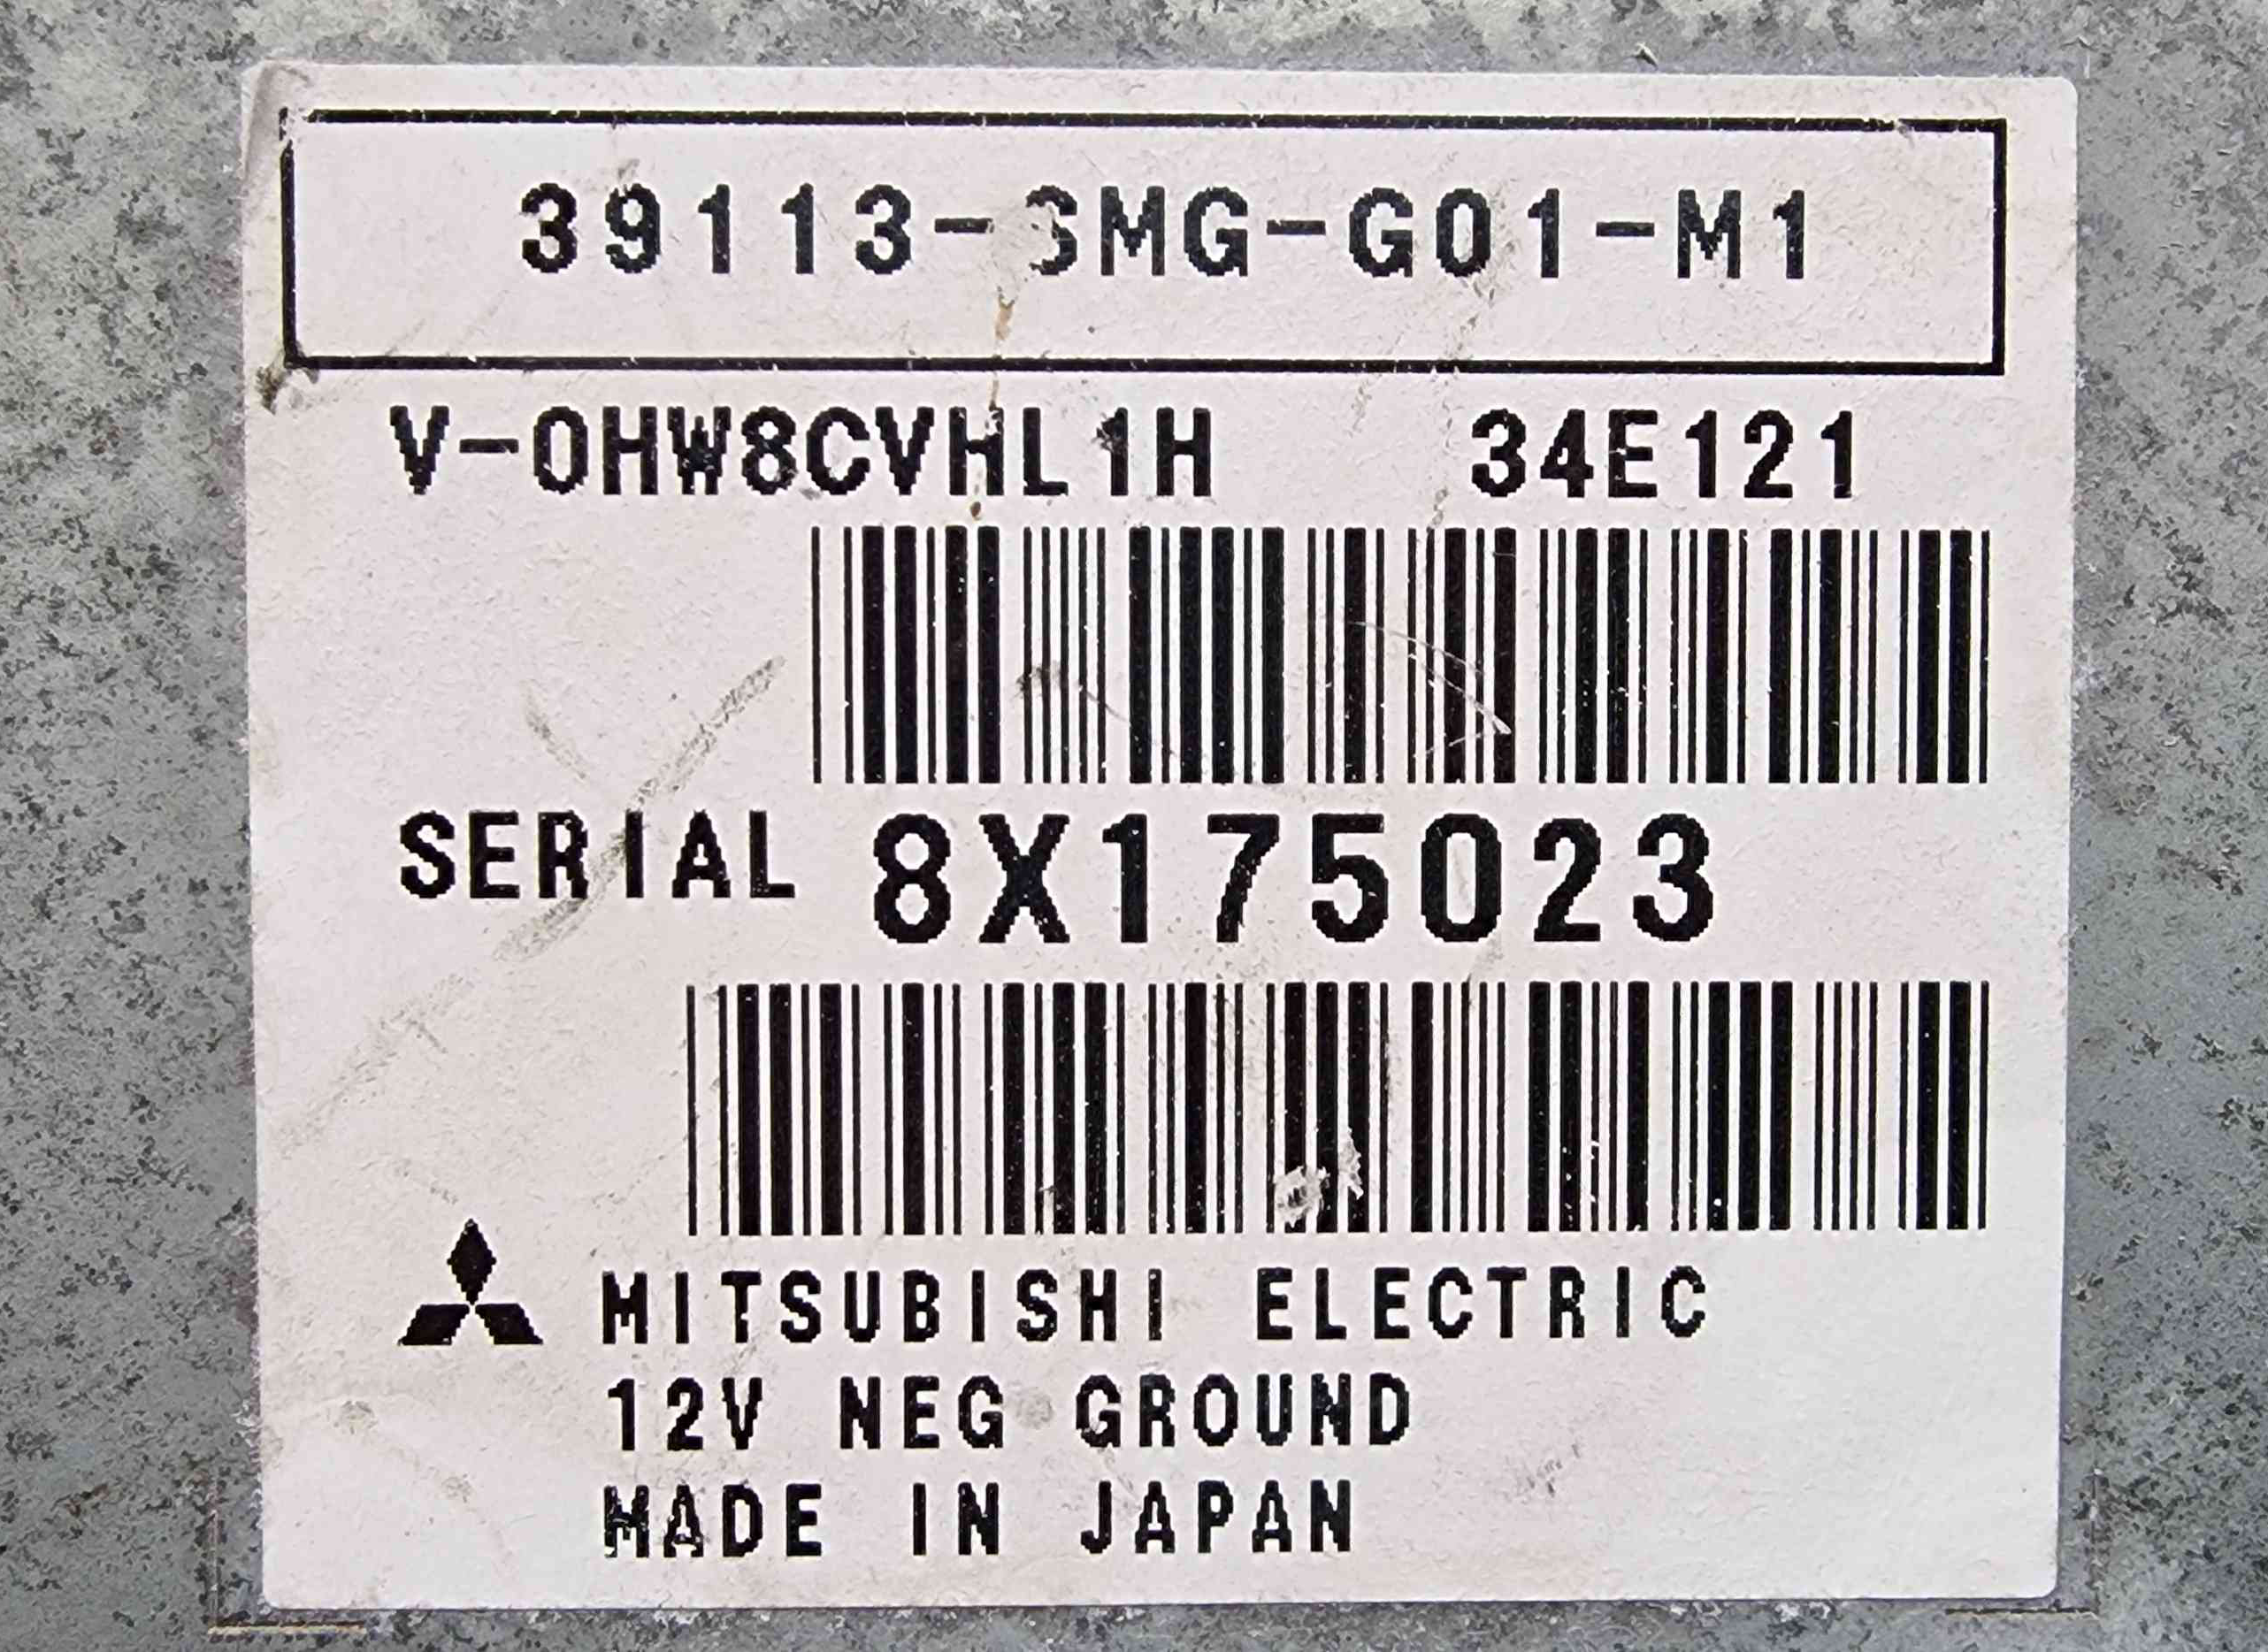 39113-SMG-G01-M1
V-0HW8CVHL1H 34E121
SERIAL 8X175023
MITSUBISHI ELECTRIC
12V NEG GROUND
MADE IN JAPAN